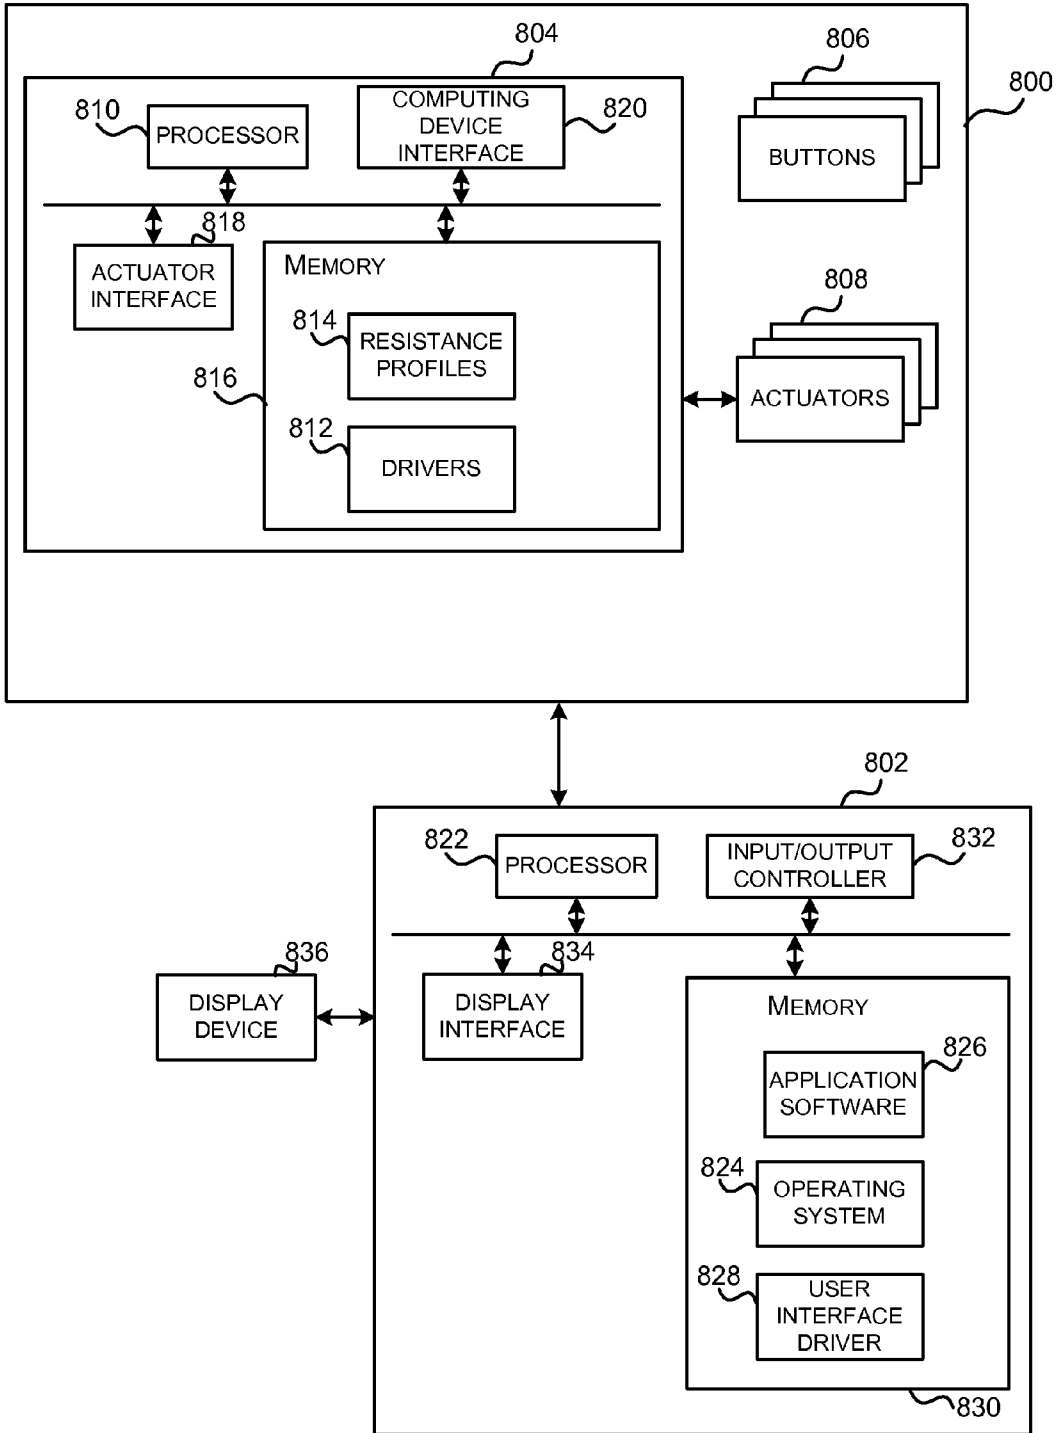 804
806
800
810
PROCESSOR
COMPUTING
DEVICE
INTERFACE
820
BUTTONS
818
ACTUATOR
INTERFACE
MEMORY
814
RESISTANCE
PROFILES
816
812
DRIVERS
808
ACTUATORS
802
822
PROCESSOR
INPUT/OUTPUT
CONTROLLER
832
836
DISPLAY
DEVICE
834
DISPLAY
INTERFACE
MEMORY
826
APPLICATION
SOFTWARE
824
OPERATING
SYSTEM
828
USER
INTERFACE
DRIVER
830